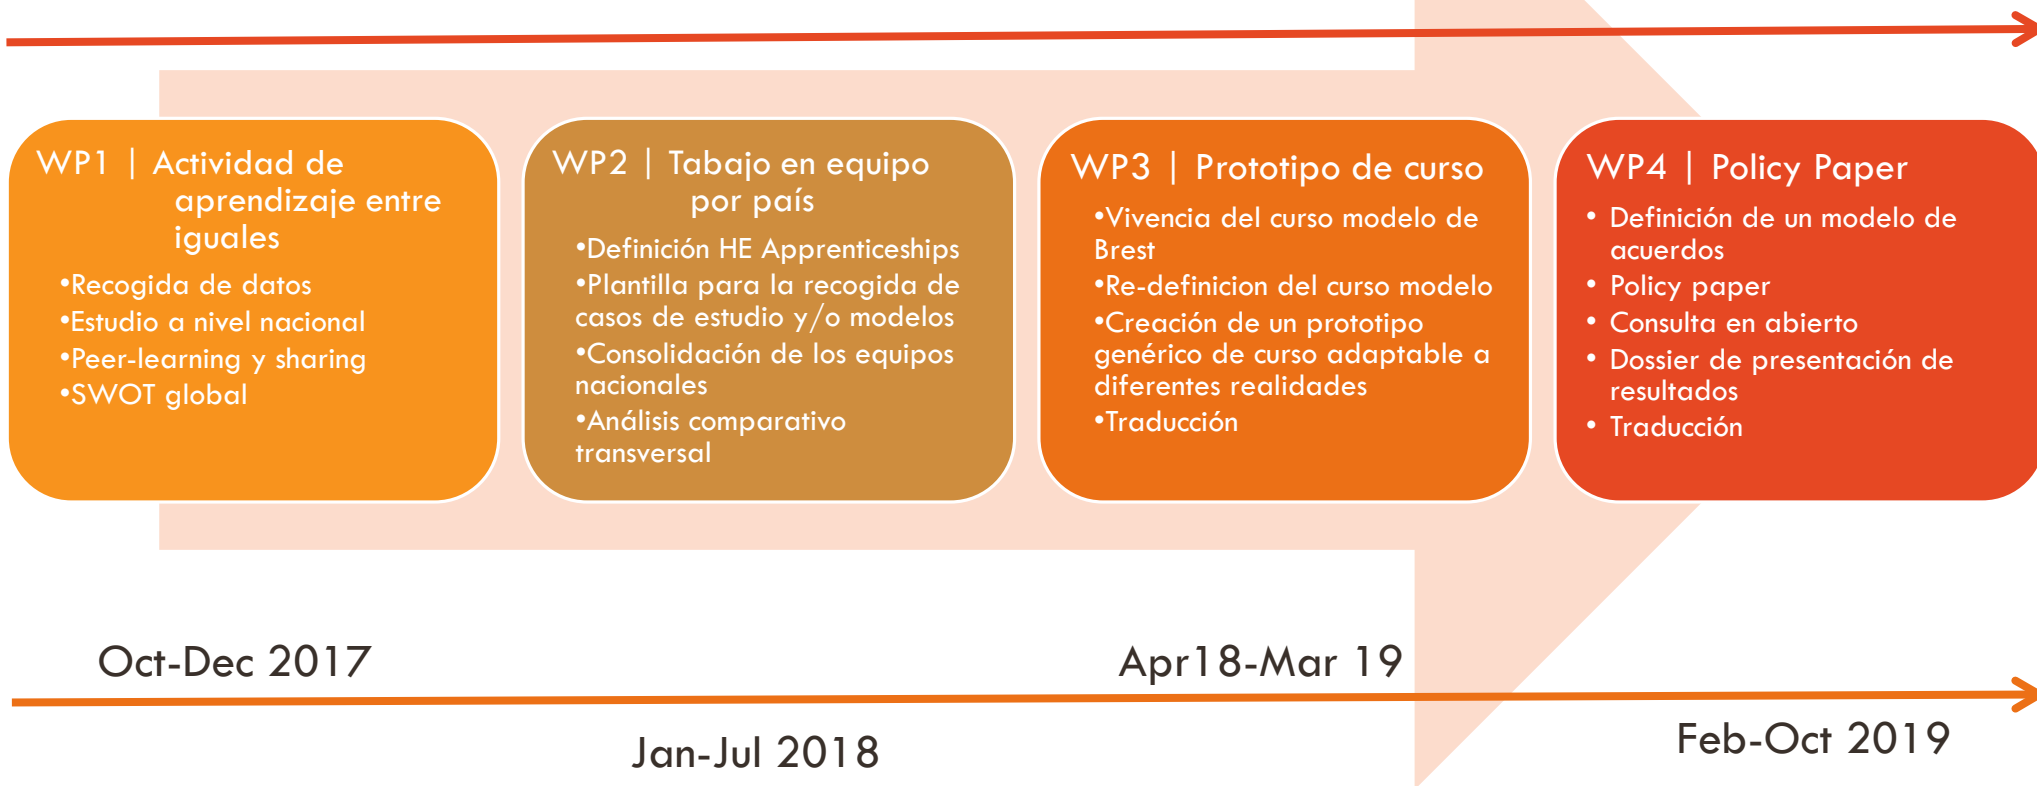 WP1 | Actividad de
aprendizaje entre
iguales
•Recogida de datos
•Estudio a nivel nacional
•Peer-learning y sharing
•SWOT global
WP2 | Tabajo en equipo
por país
•Definición HE Apprenticeships
•Plantilla para la recogida de
casos de estudio y/o modelos
•Consolidación de los equipos
nacionales
•Análisis comparativo
transversal
WP3 | Prototipo de curso
•Vivencia del curso modelo de
Brest
•Re-definicion del curso modelo
•Creación de un prototipo
genérico de curso adaptable a
diferentes realidades
•Traducción
WP4 | Policy Paper
• Definición de un modelo de
acuerdos
• Policy paper
• Consulta en abierto
• Dossier de presentación de
resultados
• Traducción
Oct-Dec 2017
Jan-Jul 2018
Apr18-Mar 19
Feb-Oct 2019